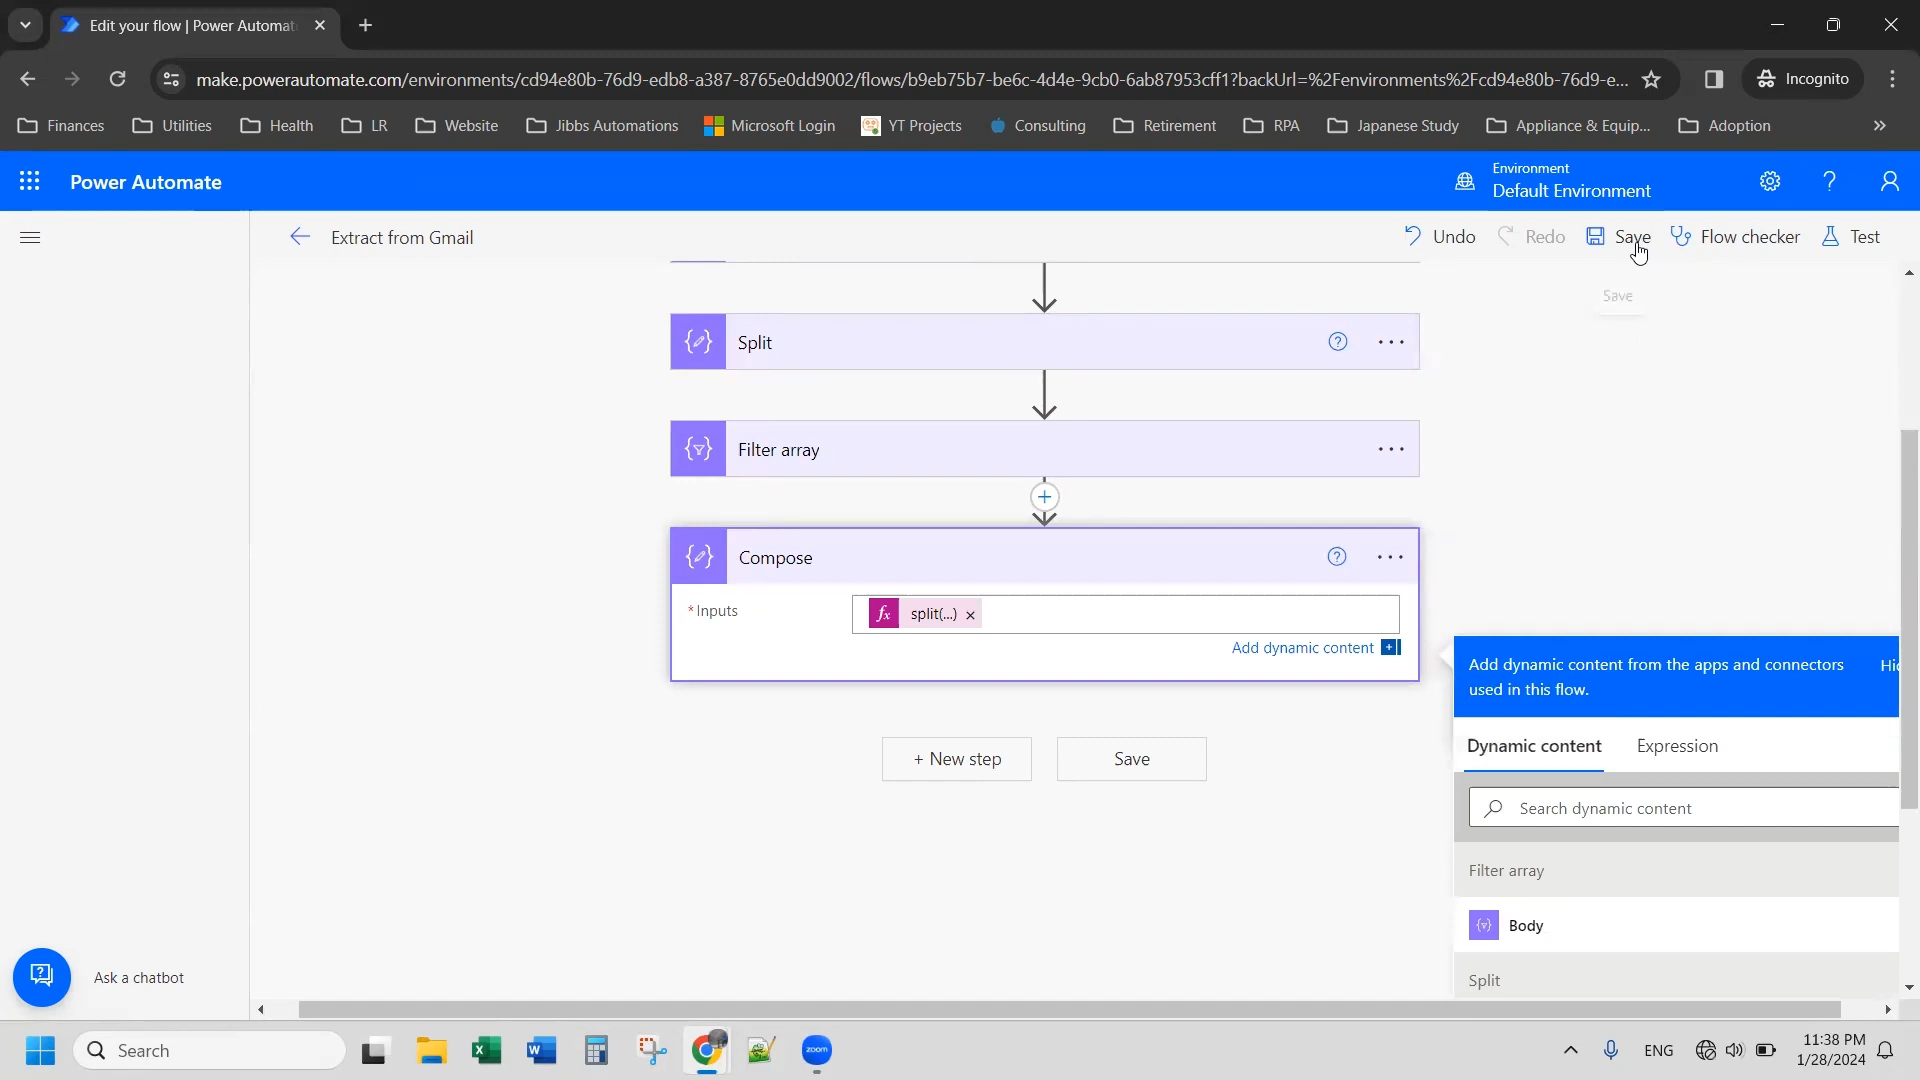 Edit your flow | Power Automat
make.powerautomate.com/environments/cd94e80b-76d9-edb8-a387-8765e0dd9002/flows/b9eb75b7-be6c-4d4e-9cb0-6ab87953cff1?backUrl=%2Fenvironments%2Fcd94e80b-76d9-e...
Incognito
Finances
Utilities
Health
LR
Website
Jibbs Automations
Microsoft Login
YT Projects
Consulting
Retirement
RPA
Japanese Study
Appliance & Equip...
Adoption
»
Power Automate
Environment
Default Environment
?
Extract from Gmail
Undo
Redo
Save
Flow checker
Test
Save
Split
?
...
Filter array
...
Compose
?
...
* Inputs
fx split(...) ×
Add dynamic content
+ New step
Save
Add dynamic content from the apps and connectors
used in this flow.
Hid
Dynamic content
Expression
Search dynamic content
Filter array
Body
Split
Ask a chatbot
Search
zoom
ENG
11:38 PM
1/28/2024